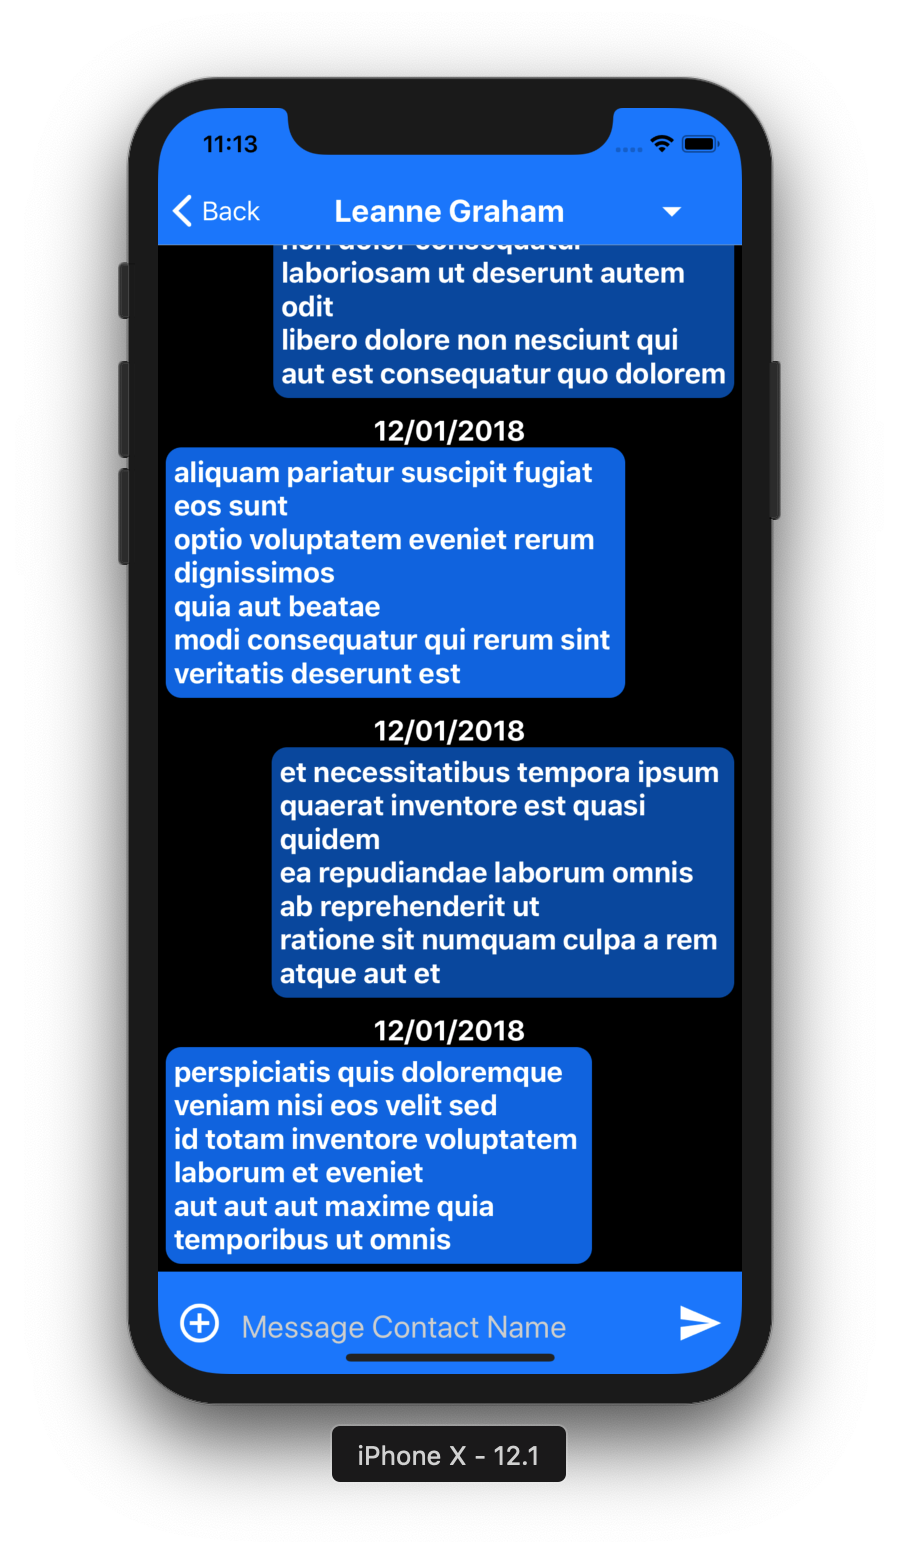 11:13
Back
Leanne Graham
non dolor consequatur
laboriosam ut deserunt autem
odit
libero dolore non nesciunt qui
aut est consequatur quo dolorem
12/01/2018
aliquam pariatur suscipit fugiat
eos sunt
optio voluptatem eveniet rerum
dignissimos
quia aut beatae
modi consequatur qui rerum sint
veritatis deserunt est
12/01/2018
et necessitatibus tempora ipsum
quaerat inventore est quasi
quidem
ea repudiandae laborum omnis
ab reprehenderit ut
ratione sit numquam culpa a rem
atque aut et
12/01/2018
perspiciatis quis doloremque
veniam nisi eos velit sed
id totam inventore voluptatem
laborum et eveniet
aut aut aut maxime quia
temporibus ut omnis
Message Contact Name
iPhone X - 12.1